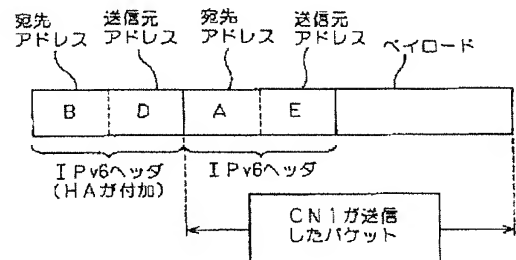 宛先
アドレス
送信元
アドレス
宛先
アドレス
送信元
アドレス
ペイロード
B
D
A
E
IPv6ヘッダ
(HAが付加)
IPv6ヘッダ
CN1が送信
したパケット